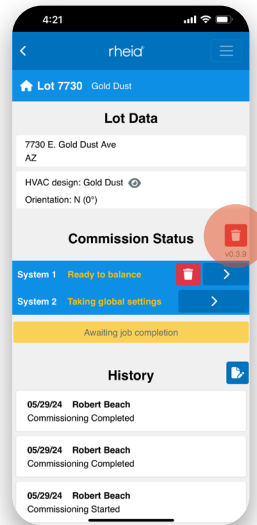 4:21
rheia
Lot 7730 Gold Dust
Lot Data
7730 E. Gold Dust Ave
AZ
HVAC design: Gold Dust
Orientation: N (0°)
Commission Status
v0.3.9
System 1 Ready to balance
System 2 Taking global settings
Awaiting job completion
History
05/29/24 Robert Beach
Commissioning Completed
05/29/24 Robert Beach
Commissioning Completed
05/29/24 Robert Beach
Commissioning Started